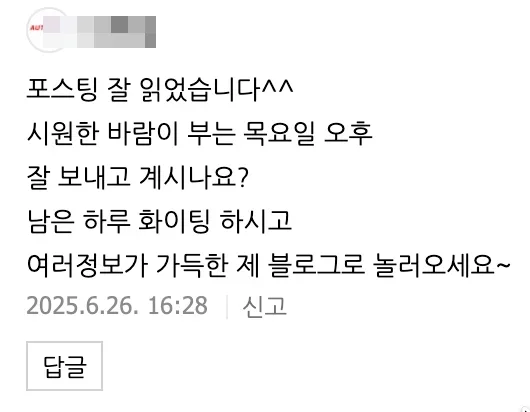 AUT
포스팅 잘 읽었습니다^^
시원한 바람이 부는 목요일 오후
잘 보내고 계시나요?
남은 하루 화이팅 하시고
여러정보가 가득한 제 블로그로 놀러오세요~
2025.6.26. 16:28 신고
답글